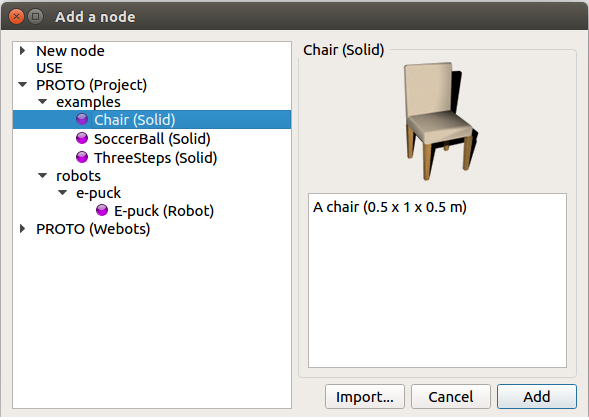 Add a node
New node
USE
PROTO (Project)
examples
Chair (Solid)
SoccerBall (Solid)
ThreeSteps (Solid)
robots
e-puck
E-puck (Robot)
PROTO (Webots)
Chair (Solid)
A chair (0.5 x 1 x 0.5 m)
Import...
Cancel
Add